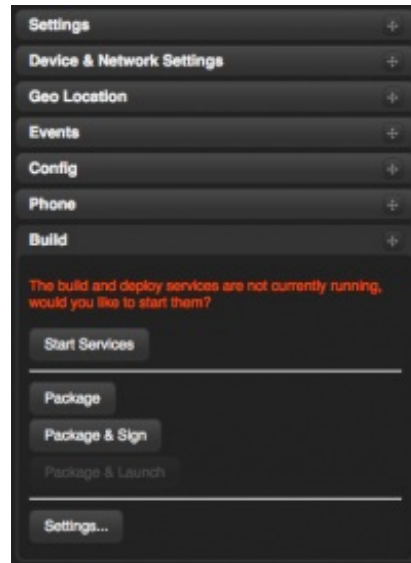 Settings
Device & Network Settings
Geo Location
Events
Config
Phone
Build
The build and deploy services are not currently running,
would you like to start them?
Start Services
Package
Package & Sign
Package & Launch
Settings...